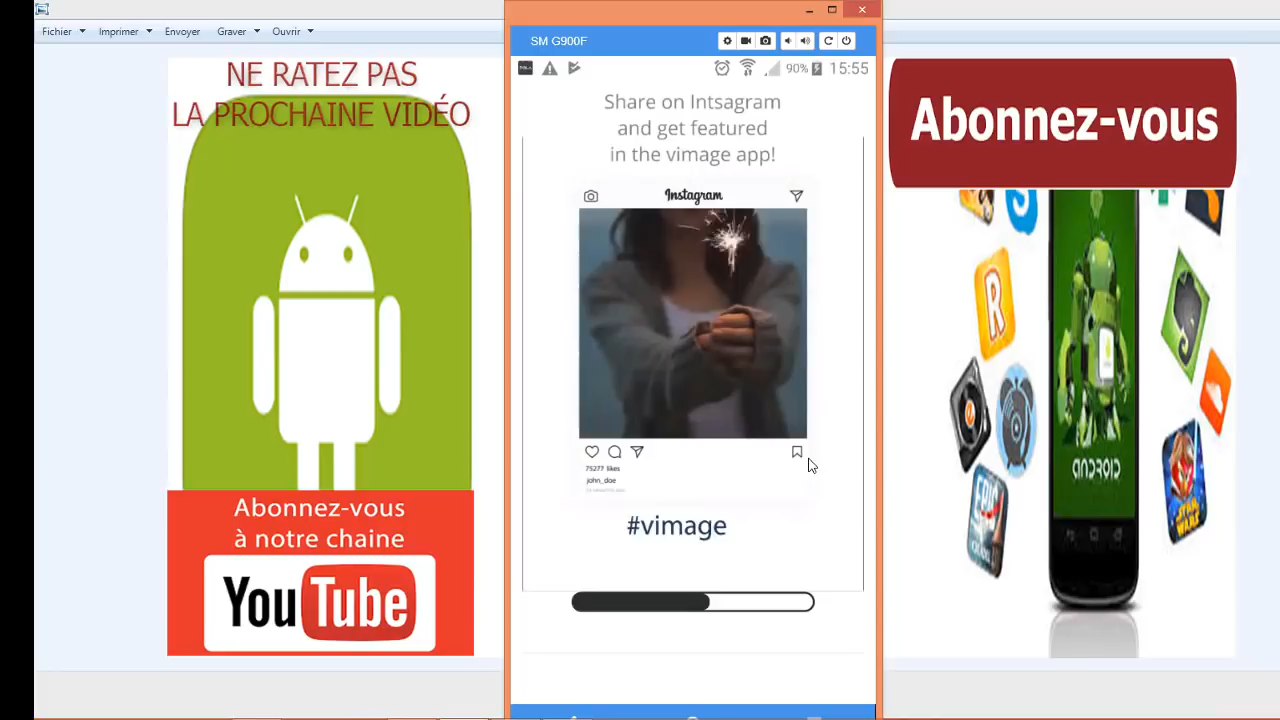 Fichier
Imprimer
Envoyer
Graver
Ouvrir
NE RATEZ PAS
LA PROCHAINE VIDÉO
Abonnez-vous
à notre chaine
YouTube
SM G900F
90%
15:55
Share on Intsagram
and get featured
in the vimage app!
Instagram
75277 likes
john_doe
#vimage
Abonnez-vous
ANDROID